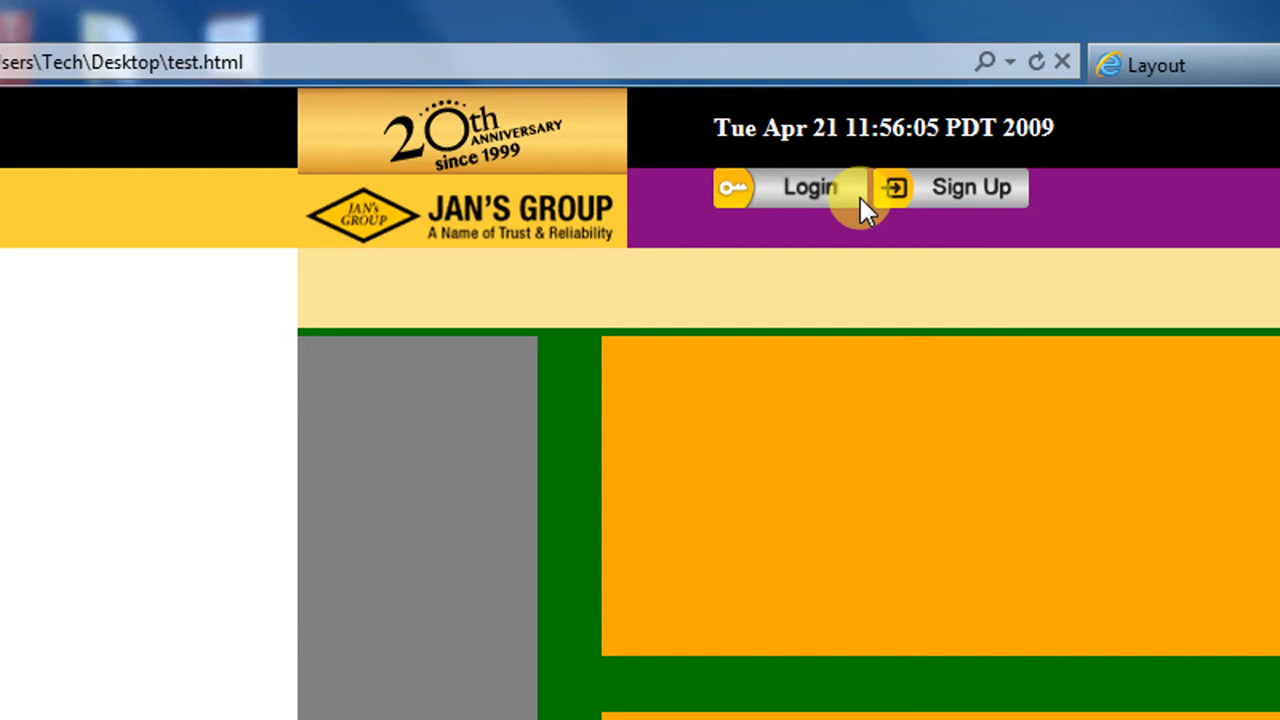 sers\Tech\Desktop\test.html
Layout
20th
ANNIVERSARY
since 1999
Tue Apr 21 11:56:05 PDT 2009
Login
Sign Up
JAN'S
GROUP
JAN'S GROUP
A Name of Trust & Reliability